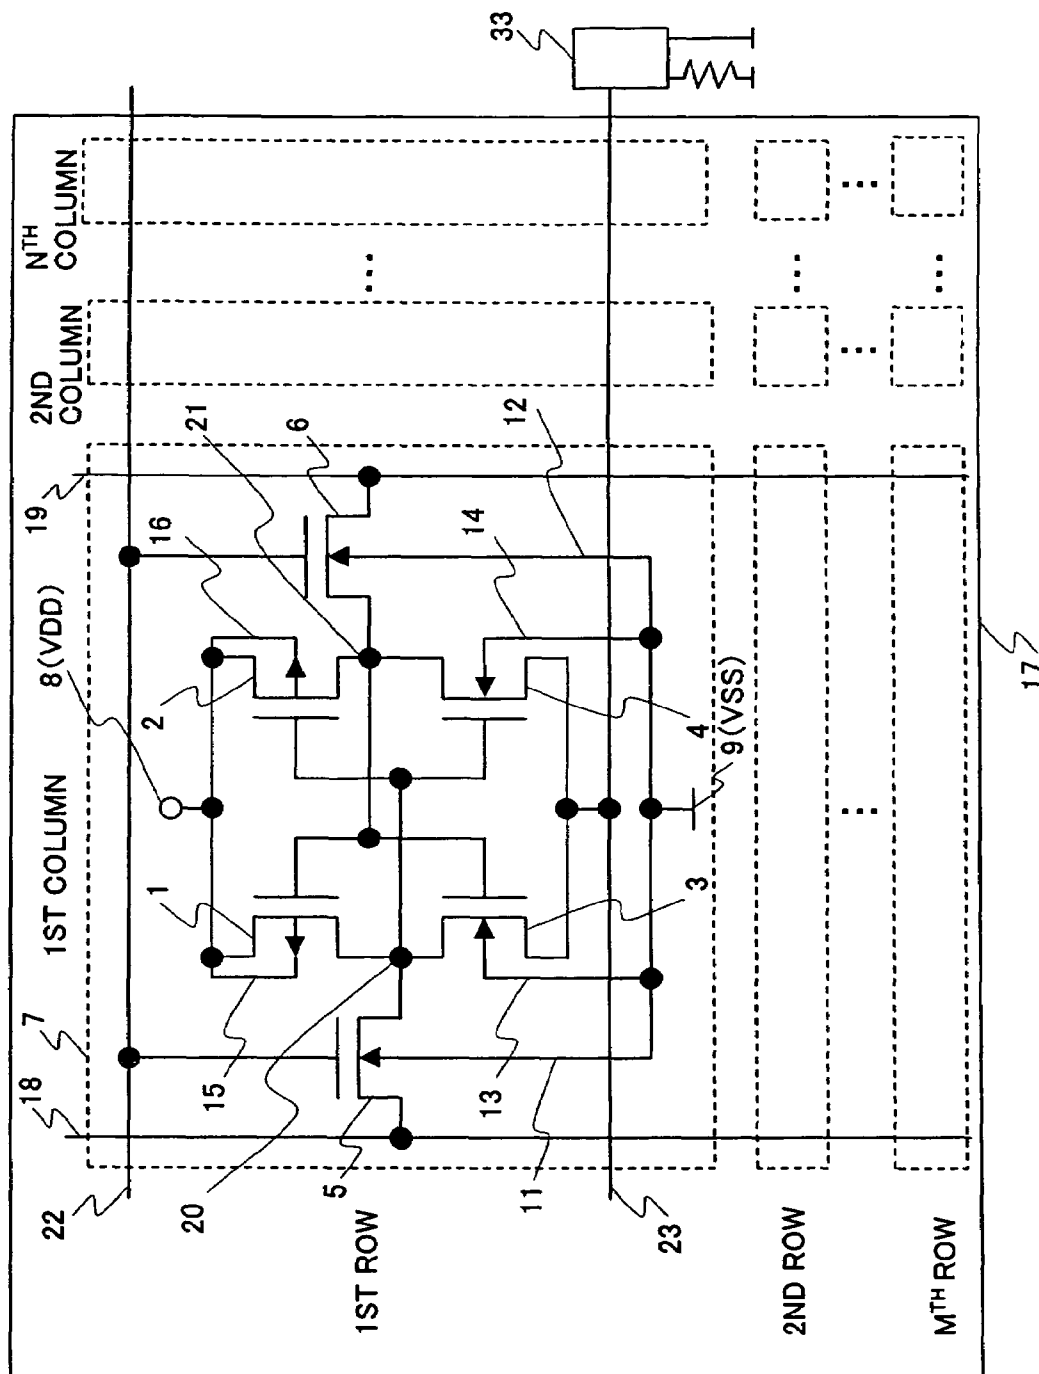 1ST COLUMN
2ND COLUMN
NTH COLUMN
18
7
8(VDD)
19
22
15
1
2
16
21
6
33
20
5
1ST ROW
11
13
3
4
14
12
23
9(VSS)
2ND ROW
MTH ROW
17